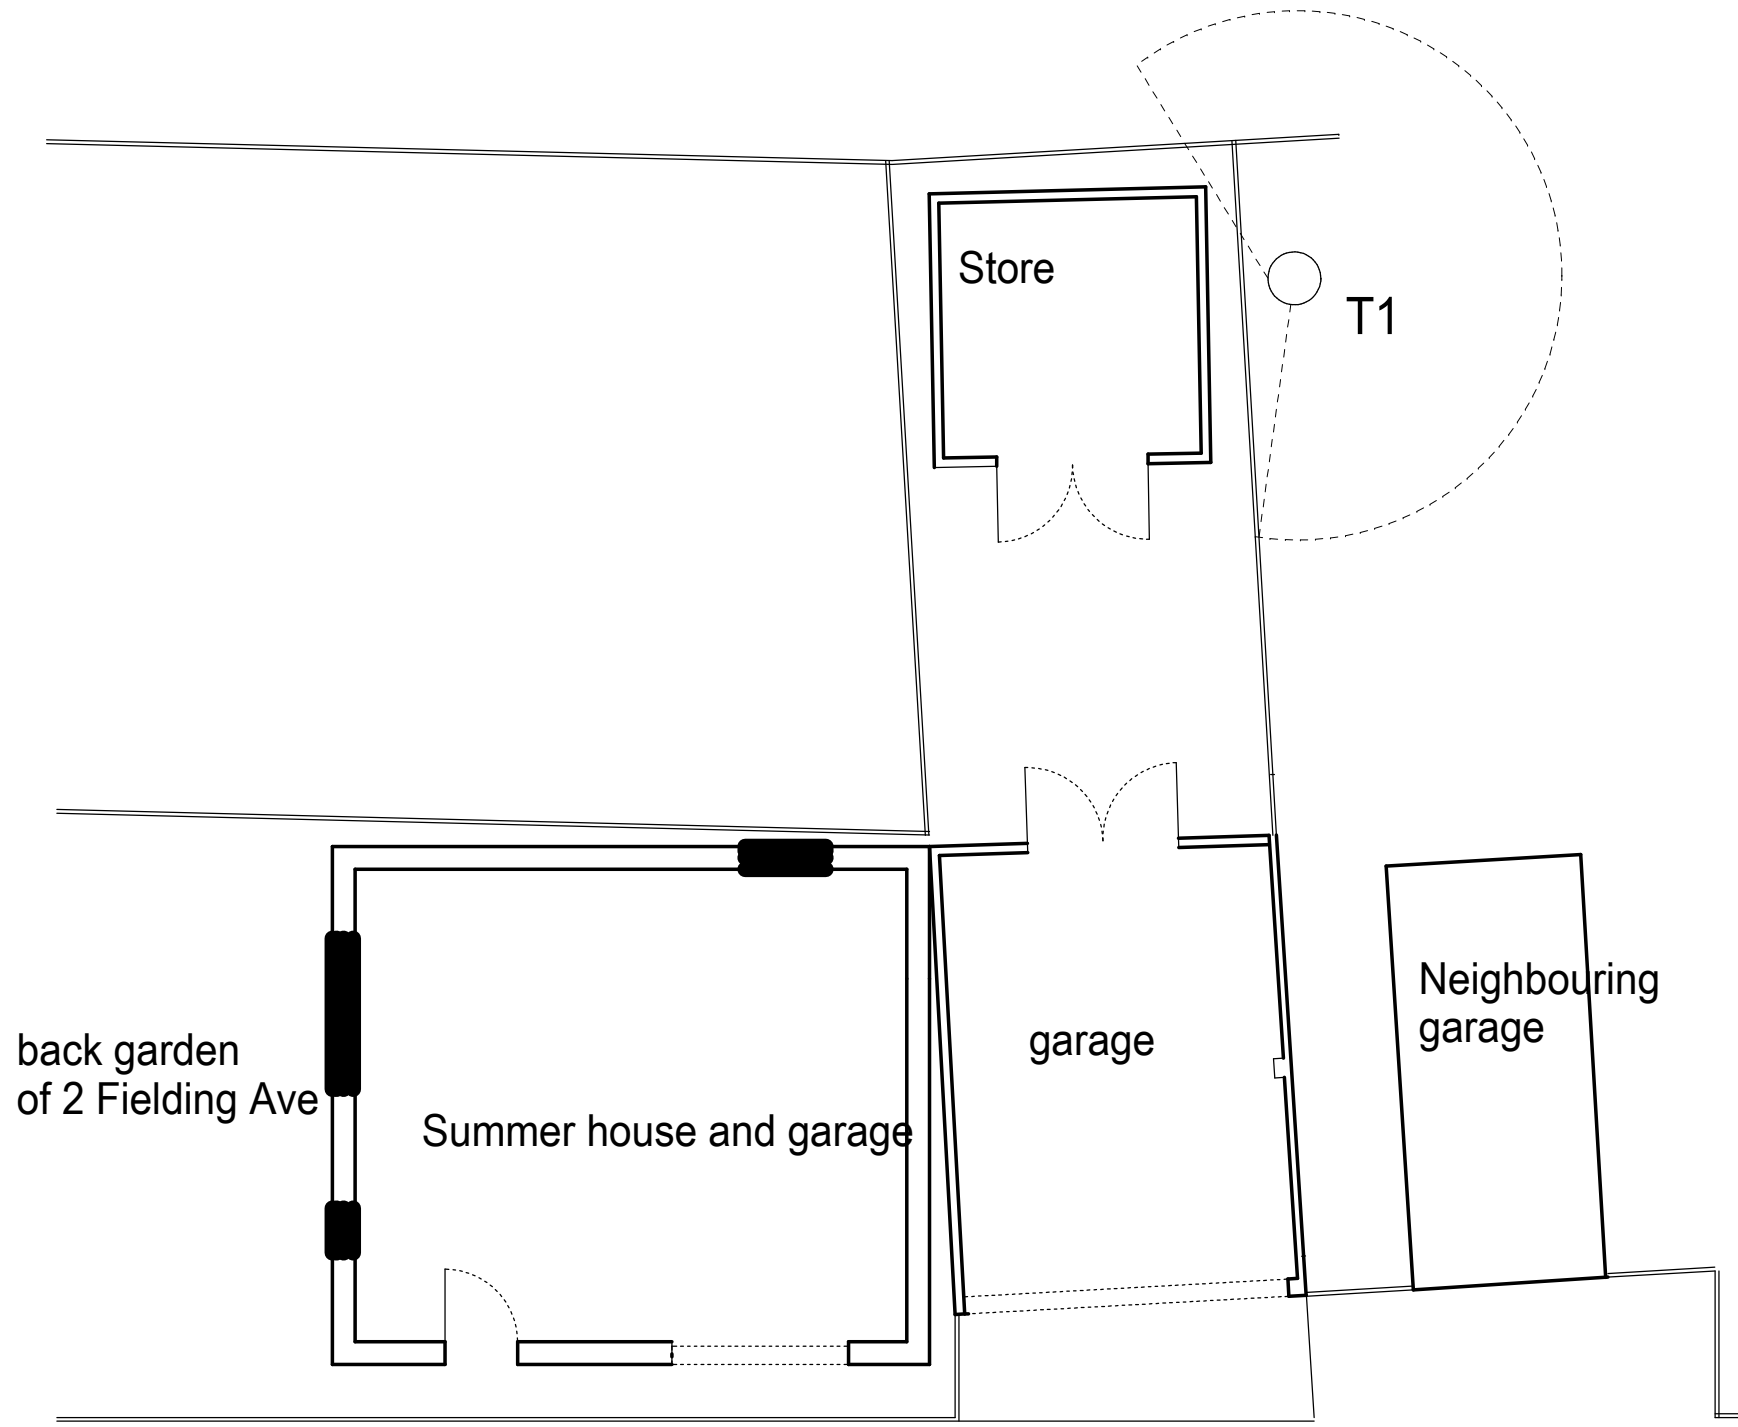 Store
T1
Neighbouring
garage
garage
back garden
of 2 Fielding Ave
Summer house and garage